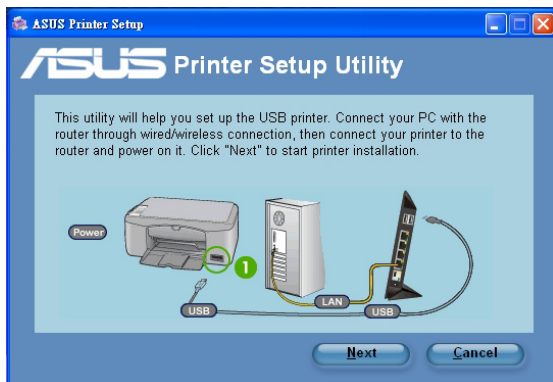 ASUS Printer Setup
ASUS Printer Setup Utility
This utility will help you set up the USB printer. Connect your PC with the
router through wired/wireless connection, then connect your printer to the
router and power on it. Click "Next" to start printer installation.
Power
1
USB
LAN
USB
Next
Cancel